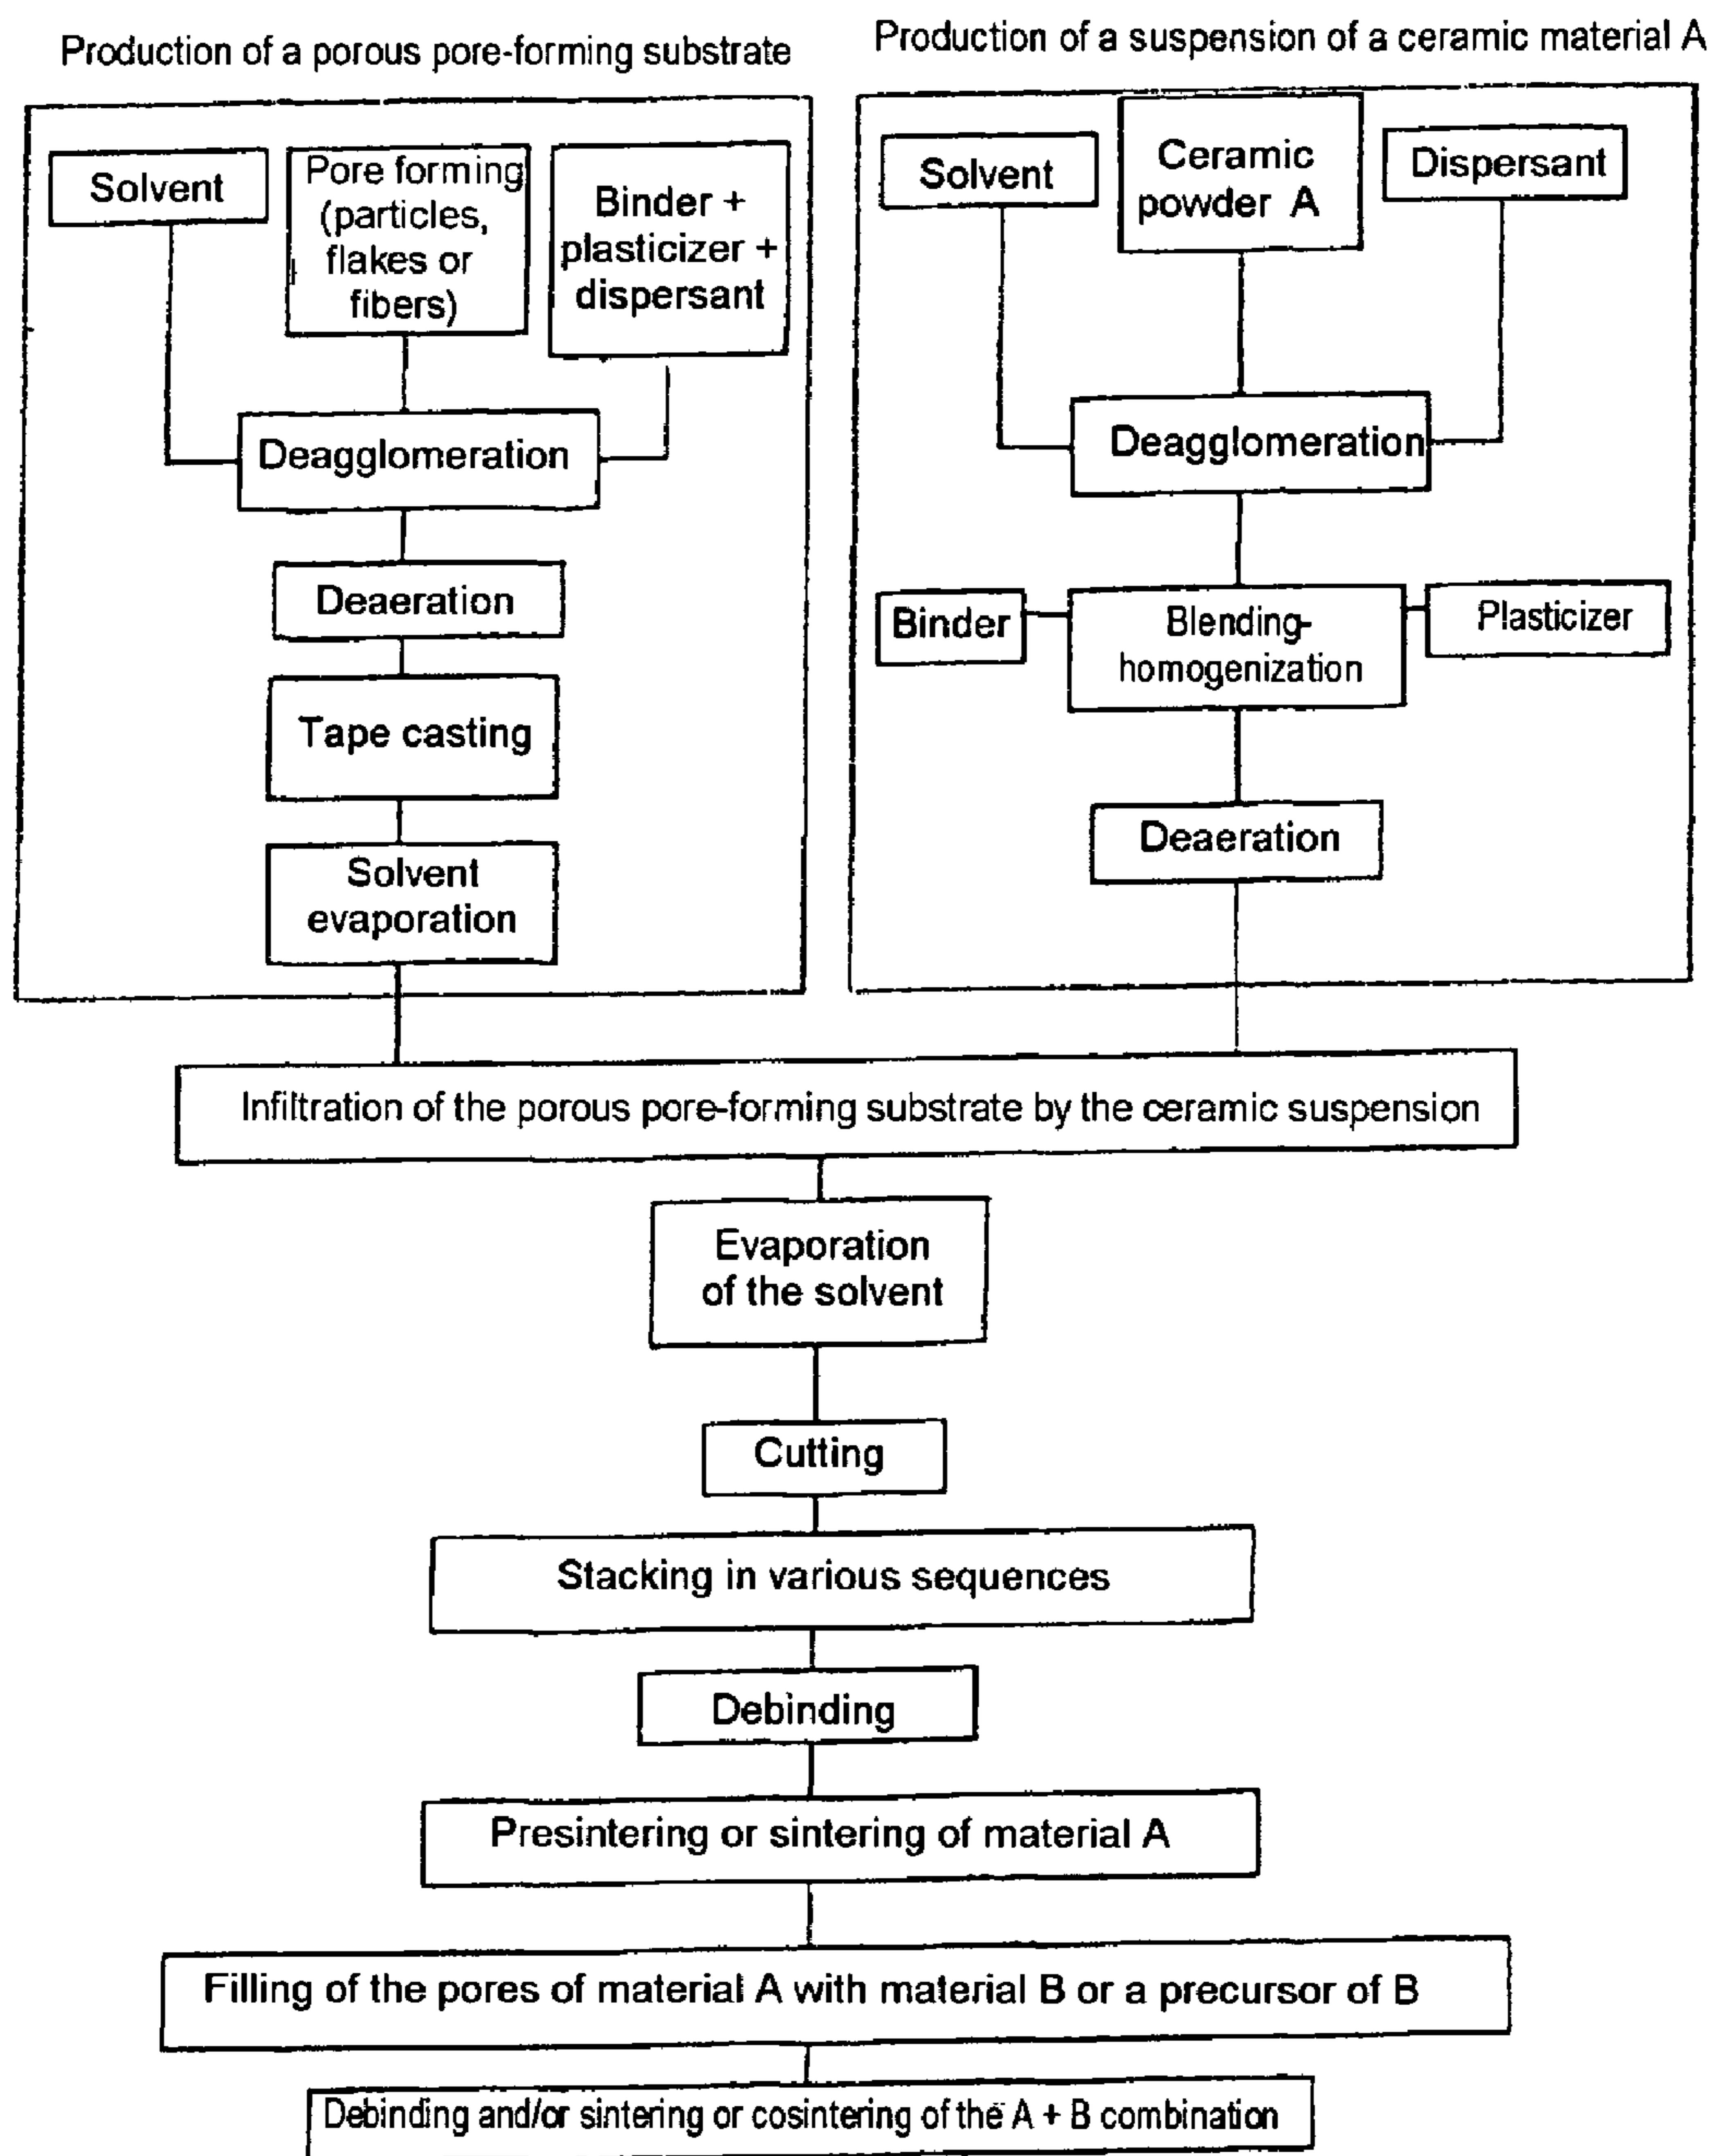 Production of a porous pore-forming substrate
Solvent
Pore forming
(particles,
flakes or
fibers)
Binder +
plasticizer +
dispersant
Deagglomeration
Deaeration
Tape casting
Solvent
evaporation
Production of a suspension of a ceramic material A
Solvent
Ceramic
powder A
Dispersant
Deagglomeration
Binder
Blending-
homogenization
Plasticizer
Deaeration
Infiltration of the porous pore-forming substrate by the ceramic suspension
Evaporation
of the solvent
Cutting
Stacking in various sequences
Debinding
Presintering or sintering of material A
Filling of the pores of material A with material B or a precursor of B
Debinding and/or sintering or cosintering of the A + B combination